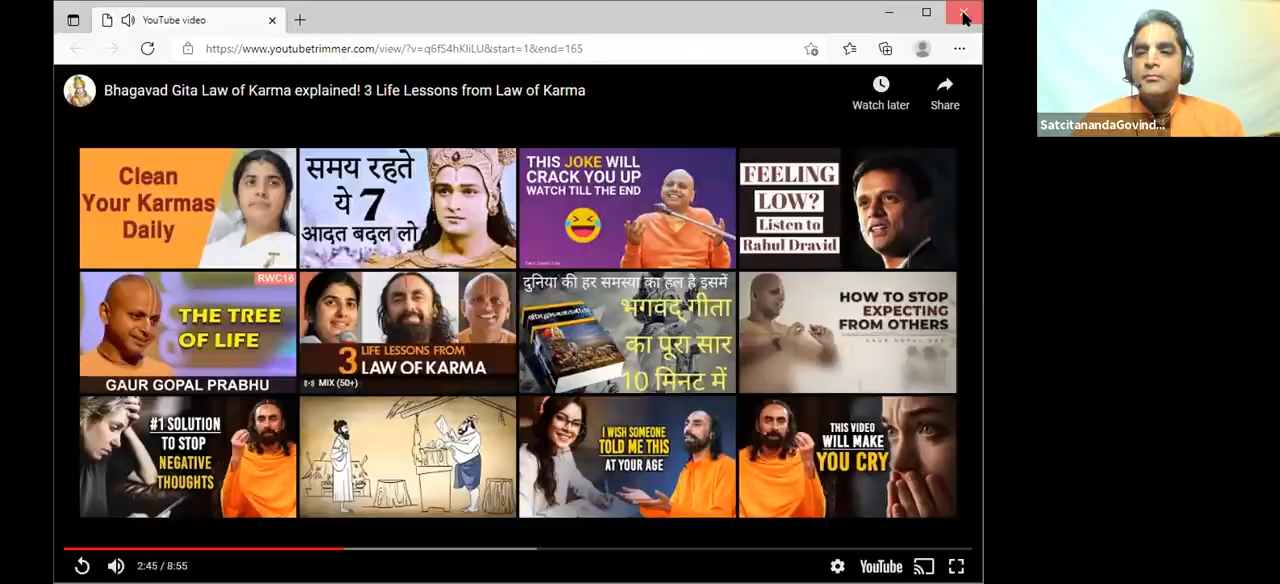 YouTube video
https://www.youtubetrimmer.com/view/?v=q6fS4hKIiLU&start=1&end=165
Bhagavad Gita Law of Karma explained! 3 Life Lessons from Law of Karma
Watch later
Share
SatcitanandaGovind...
Clean
Your Karmas
Daily
समय रहते
ये 7
आदत बदल लो
THIS JOKE WILL
CRACK YOU UP
WATCH TILL THE END
FEELING
LOW?
Listen to
Rahul Dravid
RWC16
THE TREE
OF LIFE
GAUR GOPAL PRABHU
3 LIFE LESSONS FROM
LAW OF KARMA
MIX (50+)
दुनिया की हर समस्या का हल है इसमें
भगवद् गीता
का पूरा सार
10 मिनट में
HOW TO STOP
EXPECTING
FROM OTHERS
GAUR GOPAL DAS
#1 SOLUTION
TO STOP
NEGATIVE
THOUGHTS
I WISH SOMEONE
TOLD ME THIS
AT YOUR AGE
THIS VIDEO
WILL MAKE
YOU CRY
2:45 / 8:55
YouTube